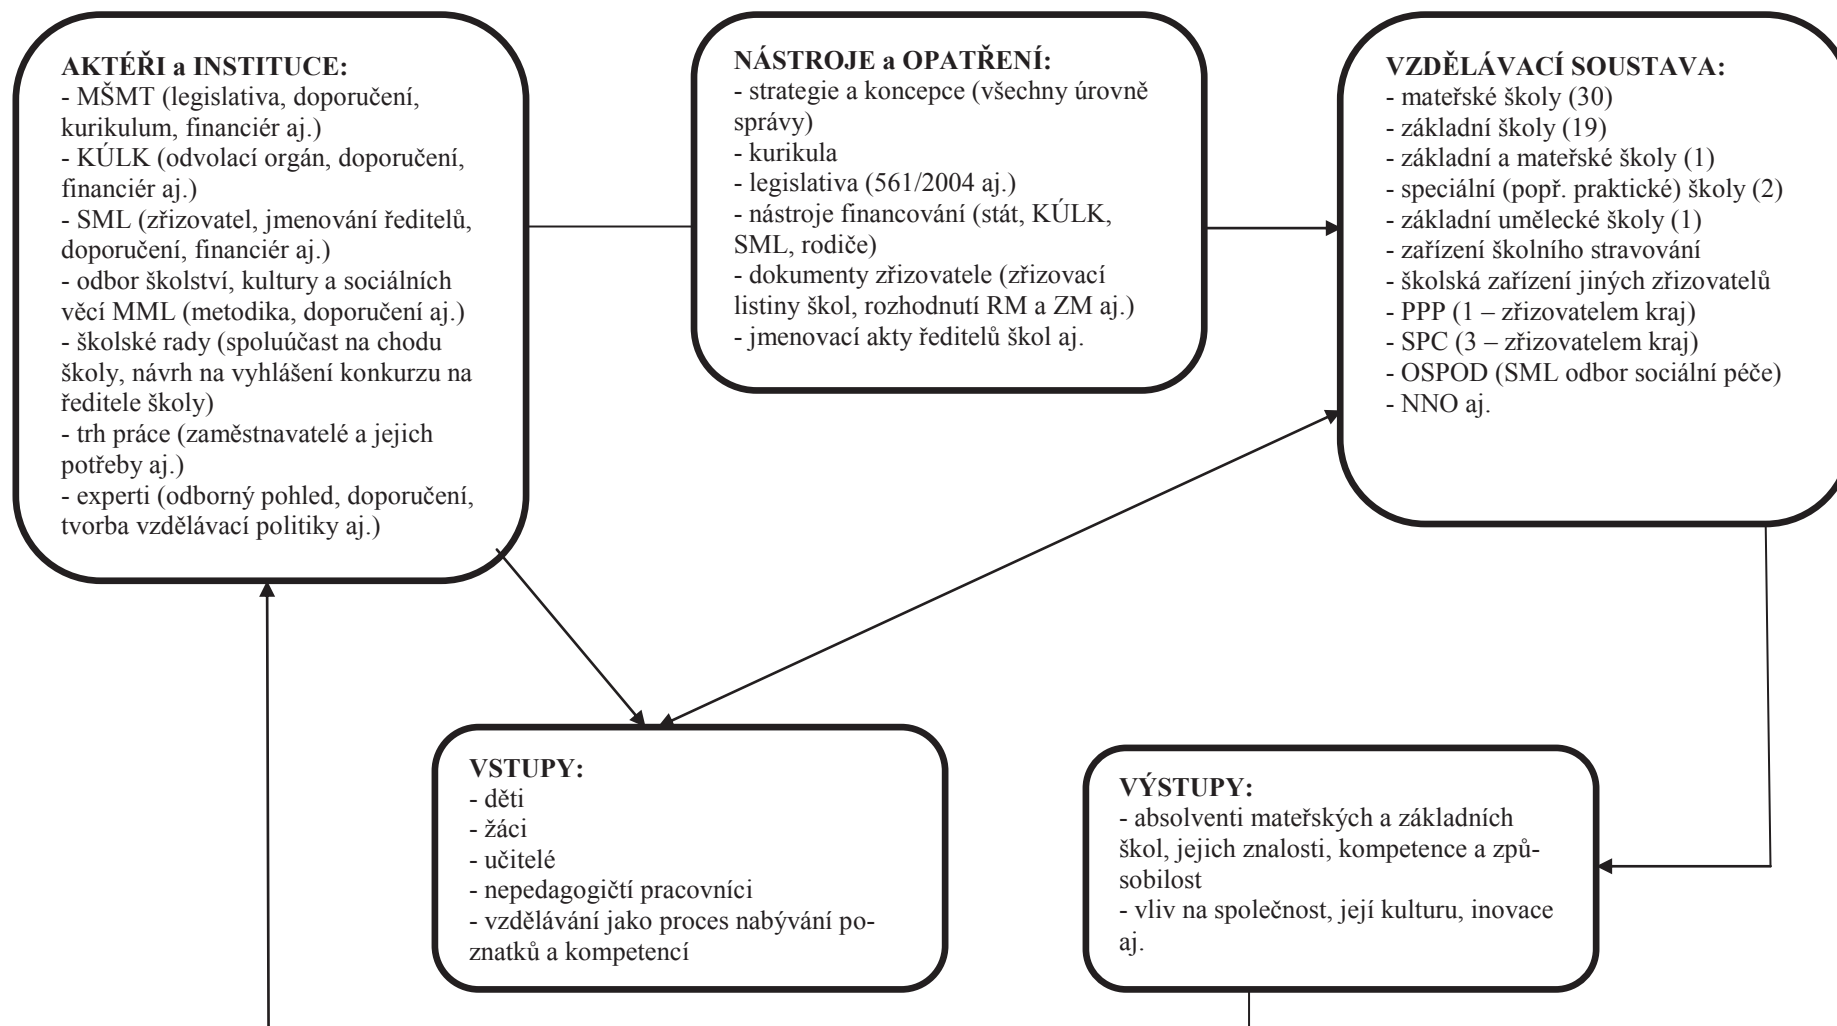 AKTÉŘI a INSTITUCE:
- MŠMT (legislativa, doporučení,
kurikulum, financiér aj.)
- KÚLK (odvolací orgán, doporučení,
financiér aj.)
- SML (zřizovatel, jmenování ředitelů,
doporučení, financiér aj.)
- odbor školství, kultury a sociálních
věcí MML (metodika, doporučení aj.)
- školské rady (spoluúčast na chodu
školy, návrh na vyhlášení konkurzu na
ředitele školy)
- trh práce (zaměstnavatelé a jejich
potřeby aj.)
- experti (odborný pohled, doporučení,
tvorba vzdělávací politiky aj.)
NÁSTROJE a OPATŘENÍ:
- strategie a koncepce (všechny úrovně
správy)
- kurikula
- legislativa (561/2004 aj.)
- nástroje financování (stát, KÚLK,
SML, rodiče)
- dokumenty zřizovatele (zřizovací
listiny škol, rozhodnutí RM a ZM aj.)
- jmenovací akty ředitelů škol aj.
VZDĚLÁVACÍ SOUSTAVA:
- mateřské školy (30)
- základní školy (19)
- základní a mateřské školy (1)
- speciální (popř. praktické) školy (2)
- základní umělecké školy (1)
- zařízení školního stravování
- školská zařízení jiných zřizovatelů
- PPP (1 – zřizovatelem kraj)
- SPC (3 – zřizovatelem kraj)
- OSPOD (SML odbor sociální péče)
- NNO aj.
VSTUPY:
- děti
- žáci
- učitelé
- nepedagogičtí pracovníci
- vzdělávání jako proces nabývání po-
znatků a kompetencí
VÝSTUPY:
- absolventi mateřských a základních
škol, jejich znalosti, kompetence a způ-
sobilost
- vliv na společnost, její kulturu, inovace
aj.